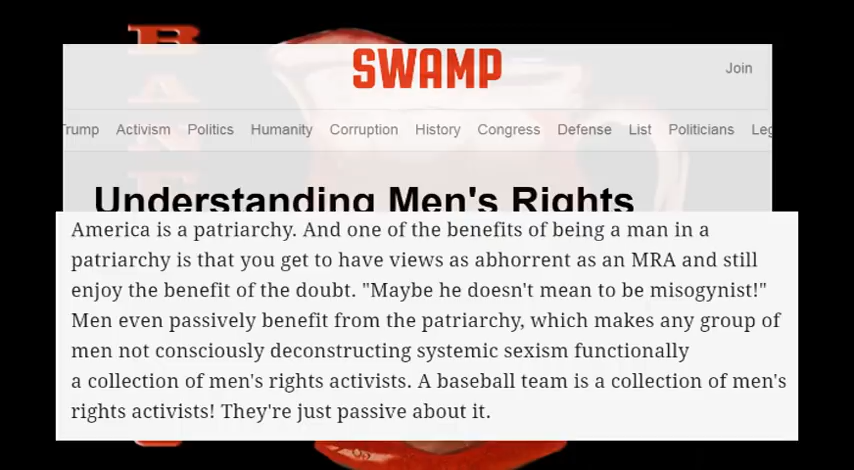 B
A
N
SWAMP
Join
Trump Activism Politics Humanity Corruption History Congress Defense List Politicians Leg
Understanding Men's Rights
America is a patriarchy. And one of the benefits of being a man in a
patriarchy is that you get to have views as abhorrent as an MRA and still
enjoy the benefit of the doubt. "Maybe he doesn't mean to be misogynist!"
Men even passively benefit from the patriarchy, which makes any group of
men not consciously deconstructing systemic sexism functionally
a collection of men's rights activists. A baseball team is a collection of men's
rights activists! They're just passive about it.